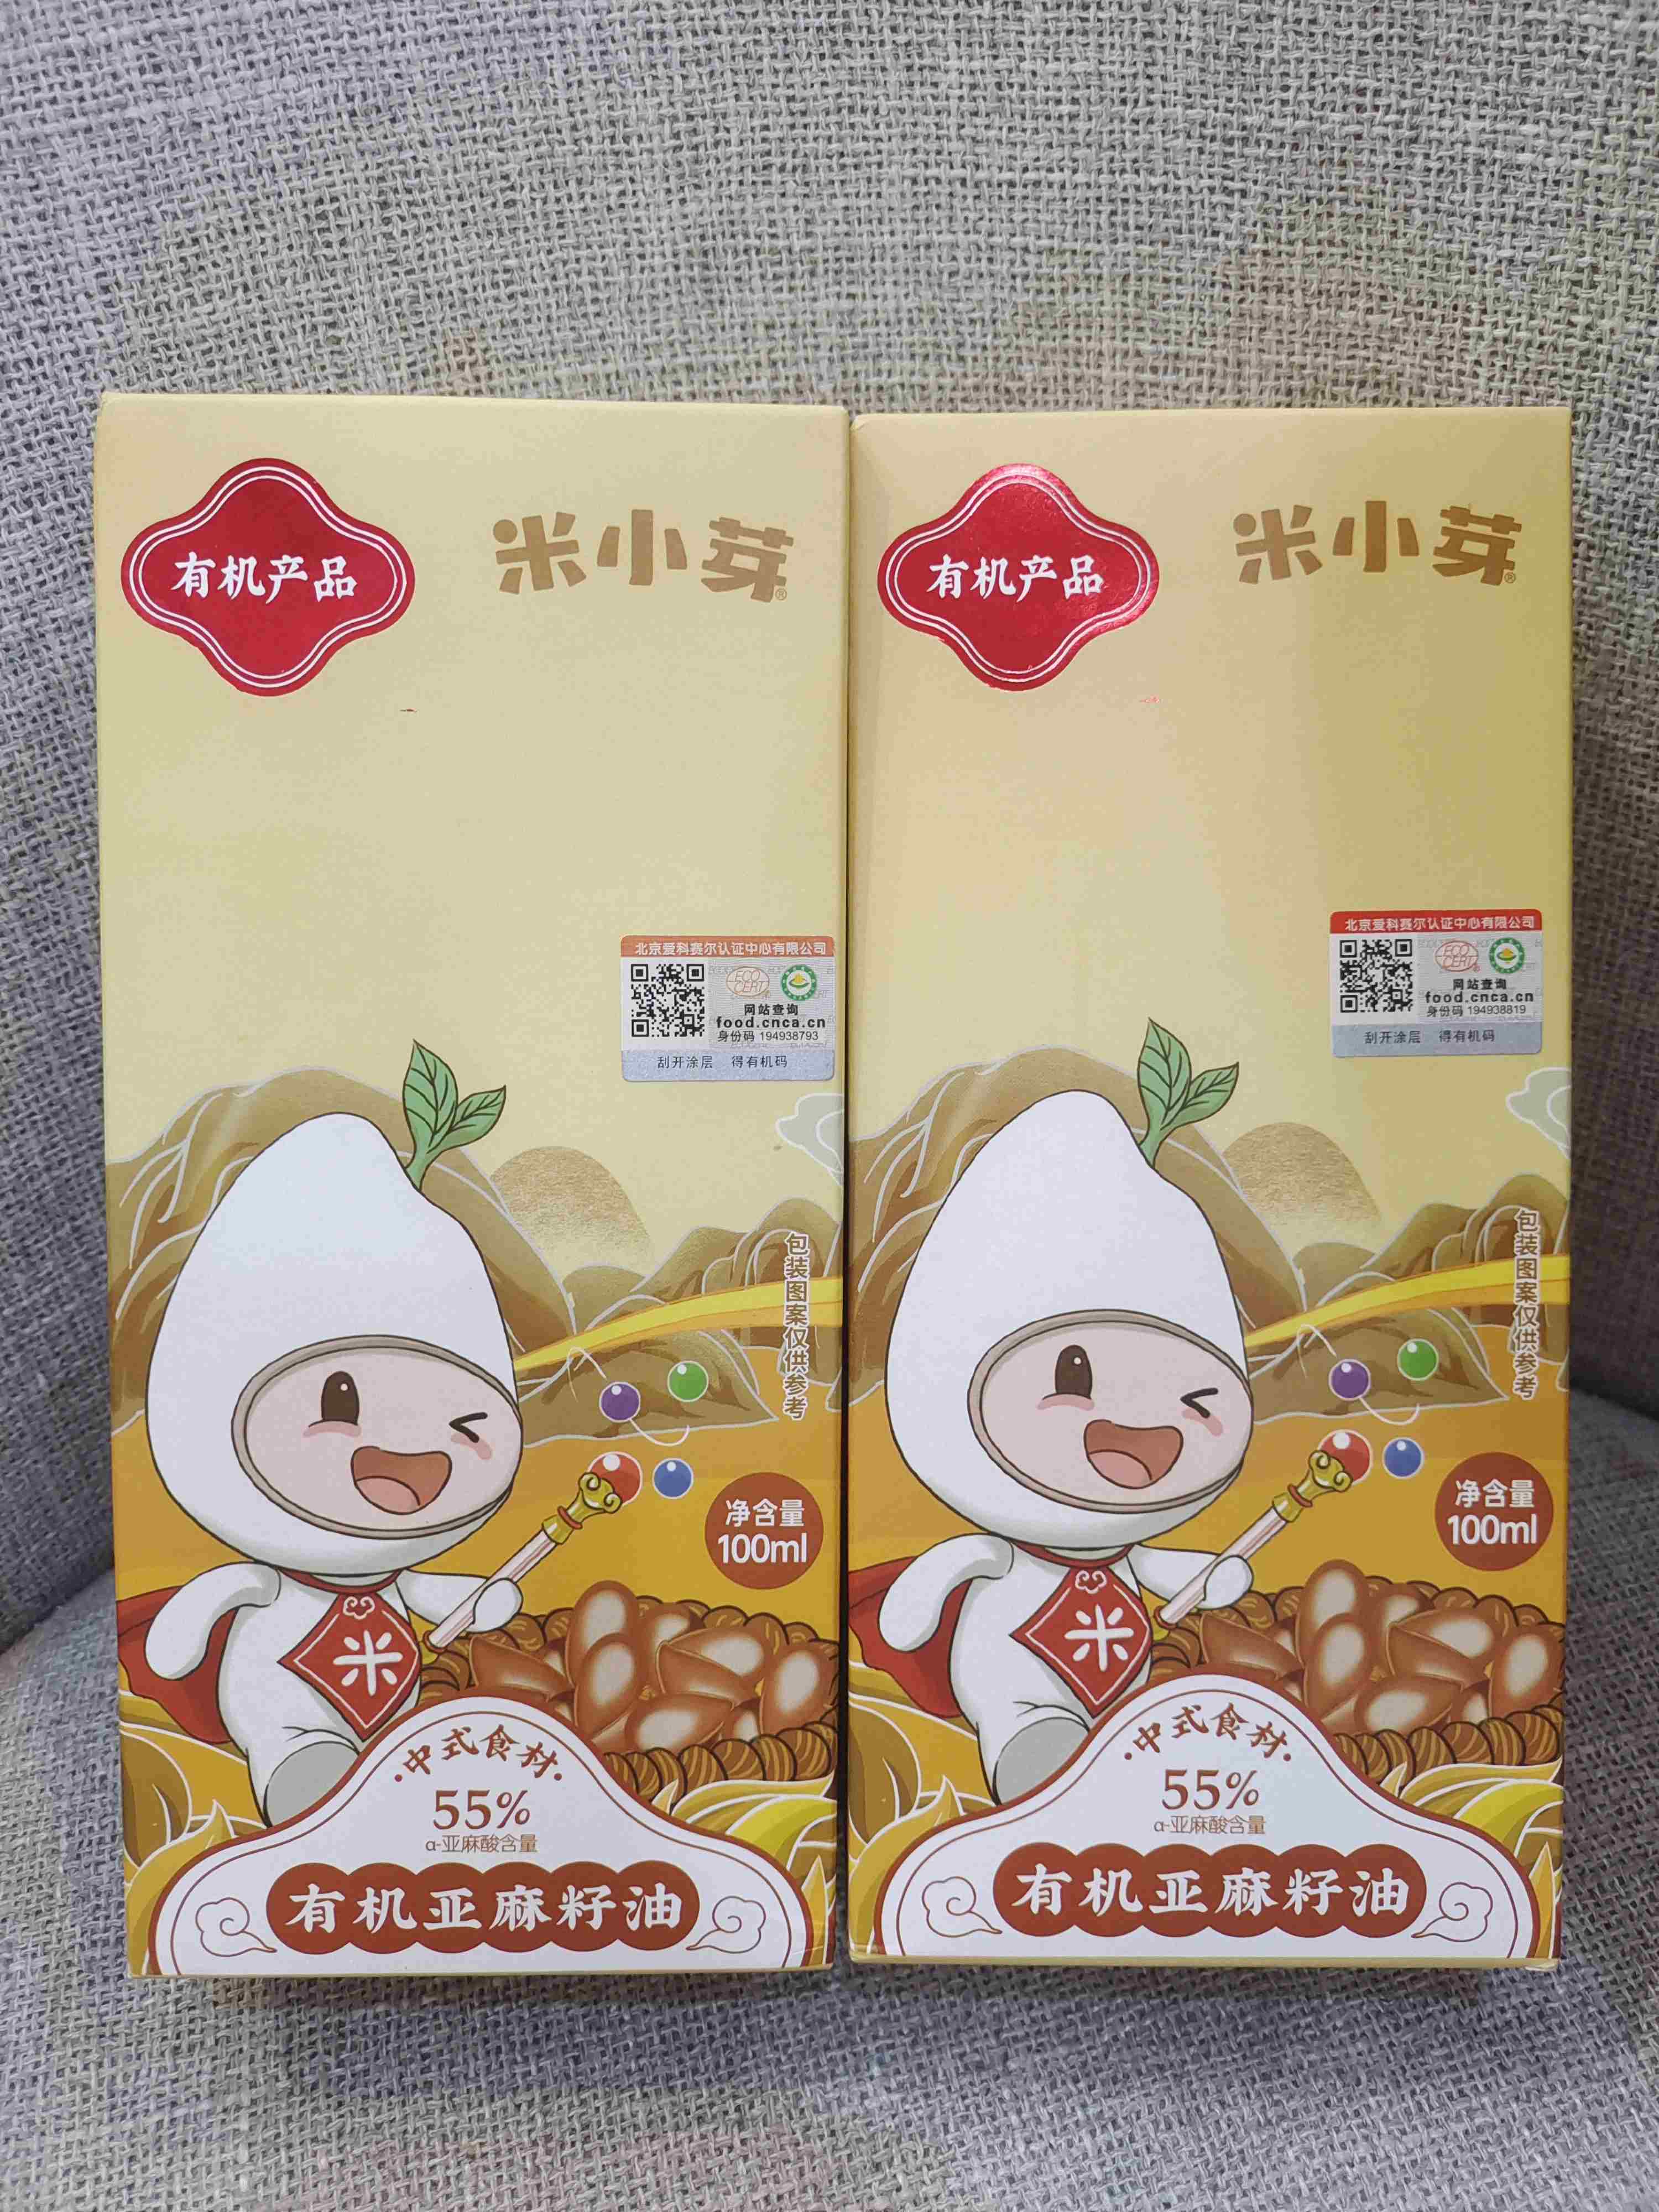 有机产品
米小芽®
北京爱科赛尔认证中心有限公司
ECO
CERT
网站查询
food.cnca.cn
身份码 194938793
刮开涂层 得有机码
包装图案仅供参考
净含量
100ml
米
·中式食材·
55%
α-亚麻酸含量
有机亚麻籽油
有机产品
米小芽®
北京爱科赛尔认证中心有限公司
ECO
CERT
网站查询
food.cnca.cn
身份码 194938819
刮开涂层 得有机码
包装图案仅供参考
净含量
100ml
米
·中式食材·
55%
α-亚麻酸含量
有机亚麻籽油